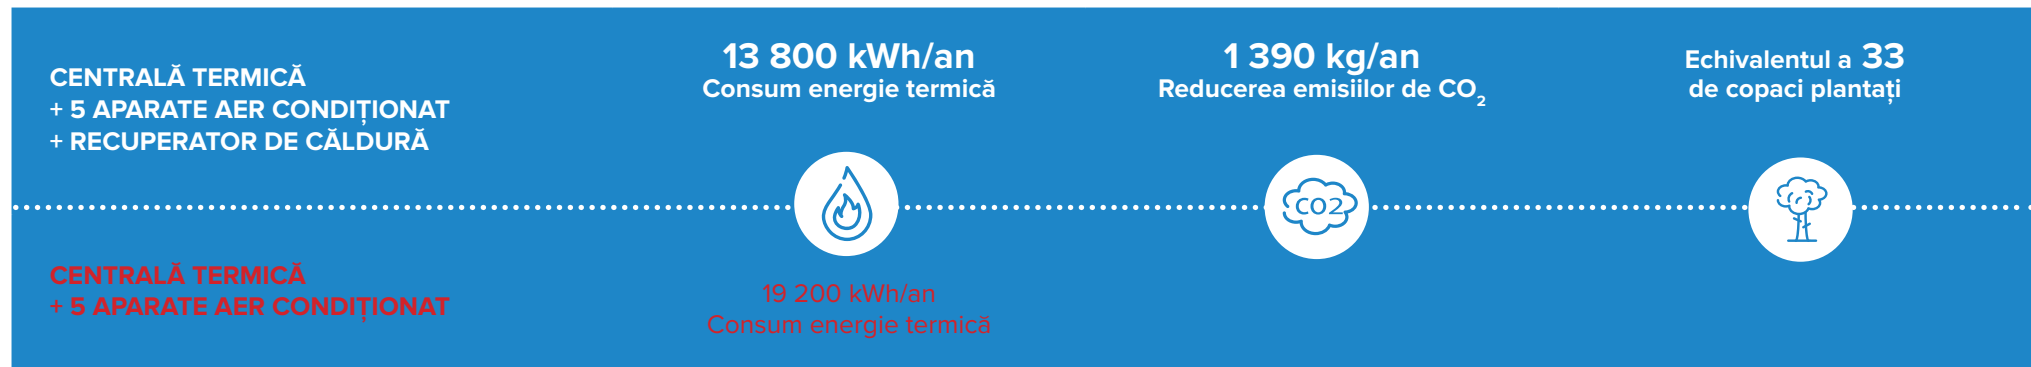 CENTRALĂ TERMICĂ
+ 5 APARATE AER CONDIȚIONAT
+ RECUPERATOR DE CĂLDURĂ
13 800 kWh/an
Consum energie termică
1 390 kg/an
Reducerea emisiilor de CO₂
Echivalentul a 33
de copaci plantați
CO2
CENTRALĂ TERMICĂ
+ 5 APARATE AER CONDIȚIONAT
19 200 kWh/an
Consum energie termică